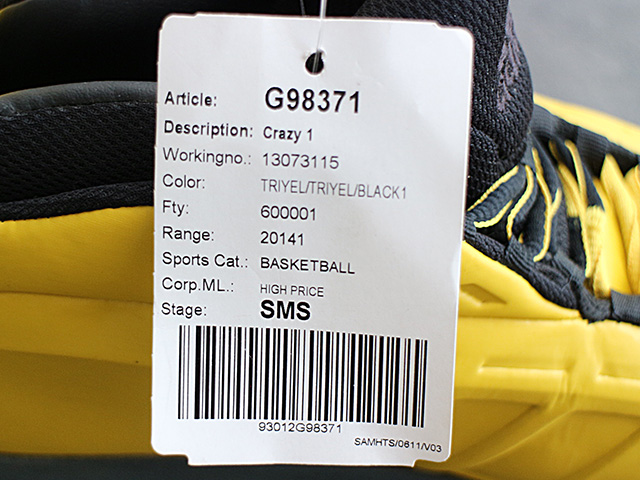 Article: G98371
Description: Crazy 1
Workingno.: 13073115
Color: TRIYEL/TRIYEL/BLACK1
Fty: 600001
Range: 20141
Sports Cat.: BASKETBALL
Corp.ML.: HIGH PRICE
Stage: SMS
93012G98371
SAMHTS/0611/V03